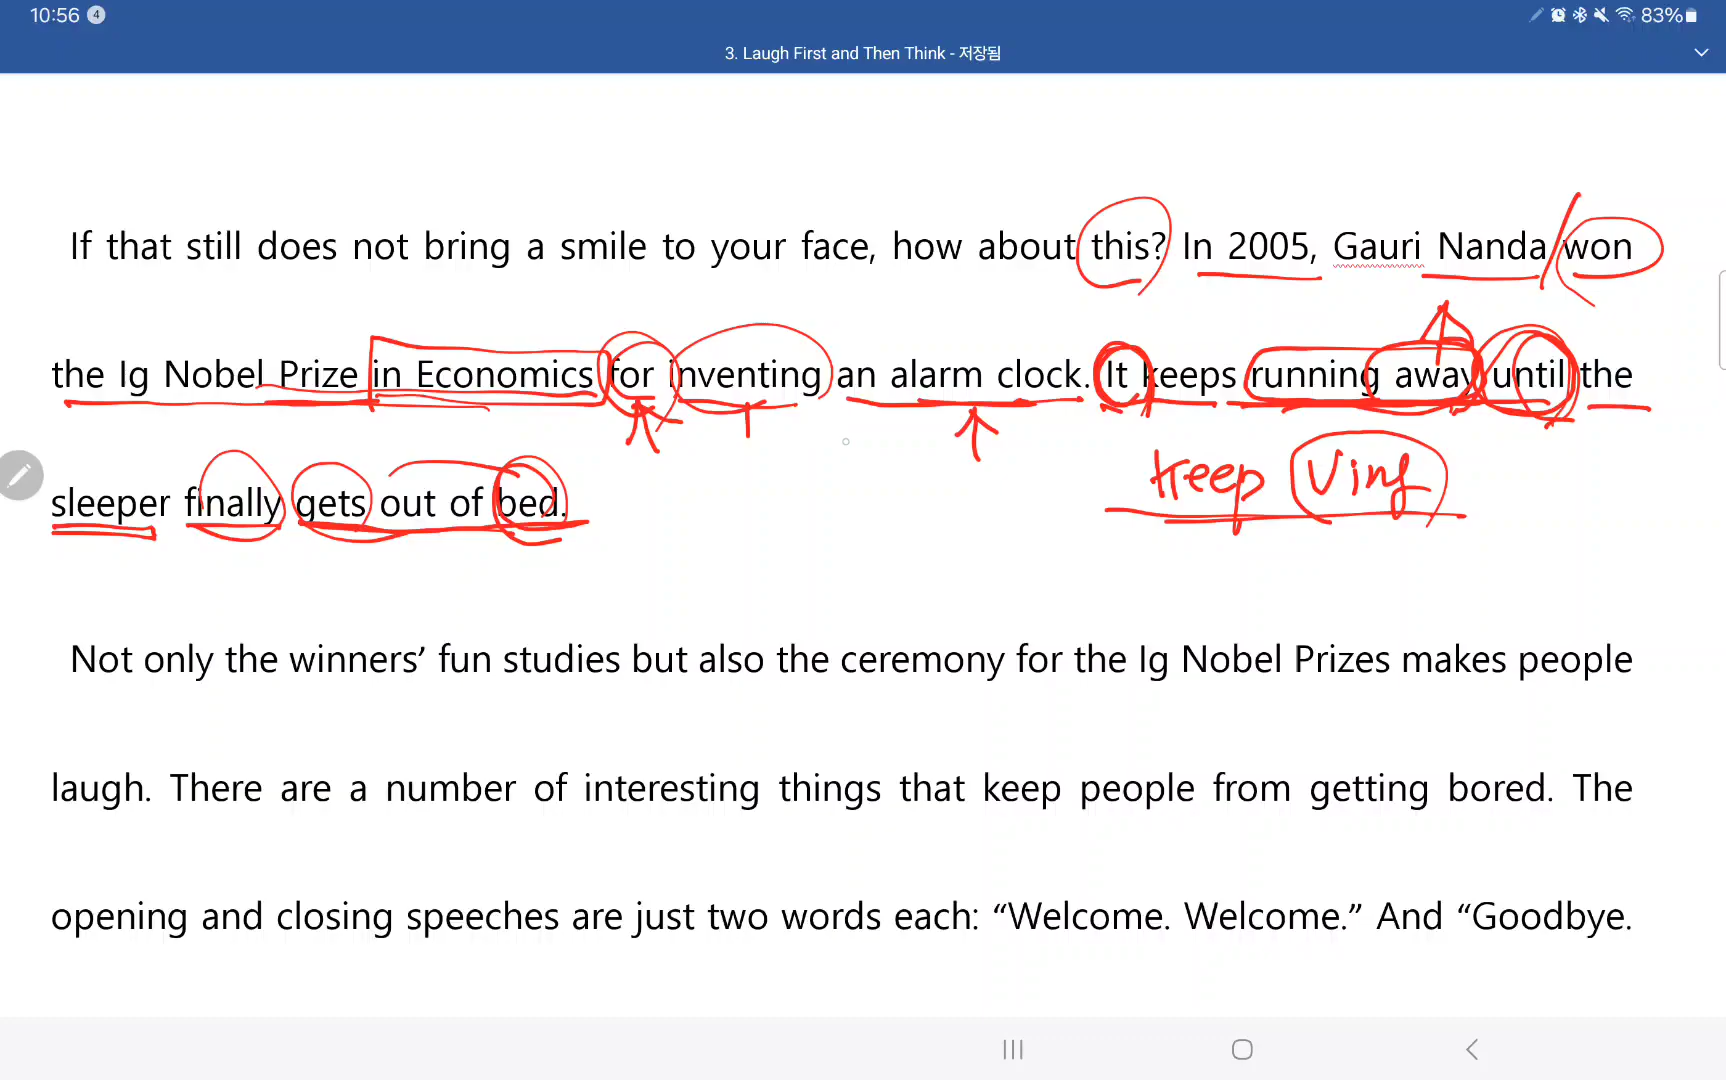 10:56 4 83%
3. Laugh First and Then Think - 저장됨
If that still does not bring a smile to your face, how about this? In 2005, Gauri Nanda won
the Ig Nobel Prize in Economics for inventing an alarm clock. It keeps running away until the
keep Ving
sleeper finally gets out of bed.
Not only the winners’ fun studies but also the ceremony for the Ig Nobel Prizes makes people
laugh. There are a number of interesting things that keep people from getting bored. The
opening and closing speeches are just two words each: “Welcome. Welcome.” And “Goodbye.